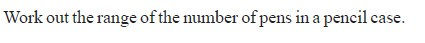 Work out the range of the number of pens in a pencil case.